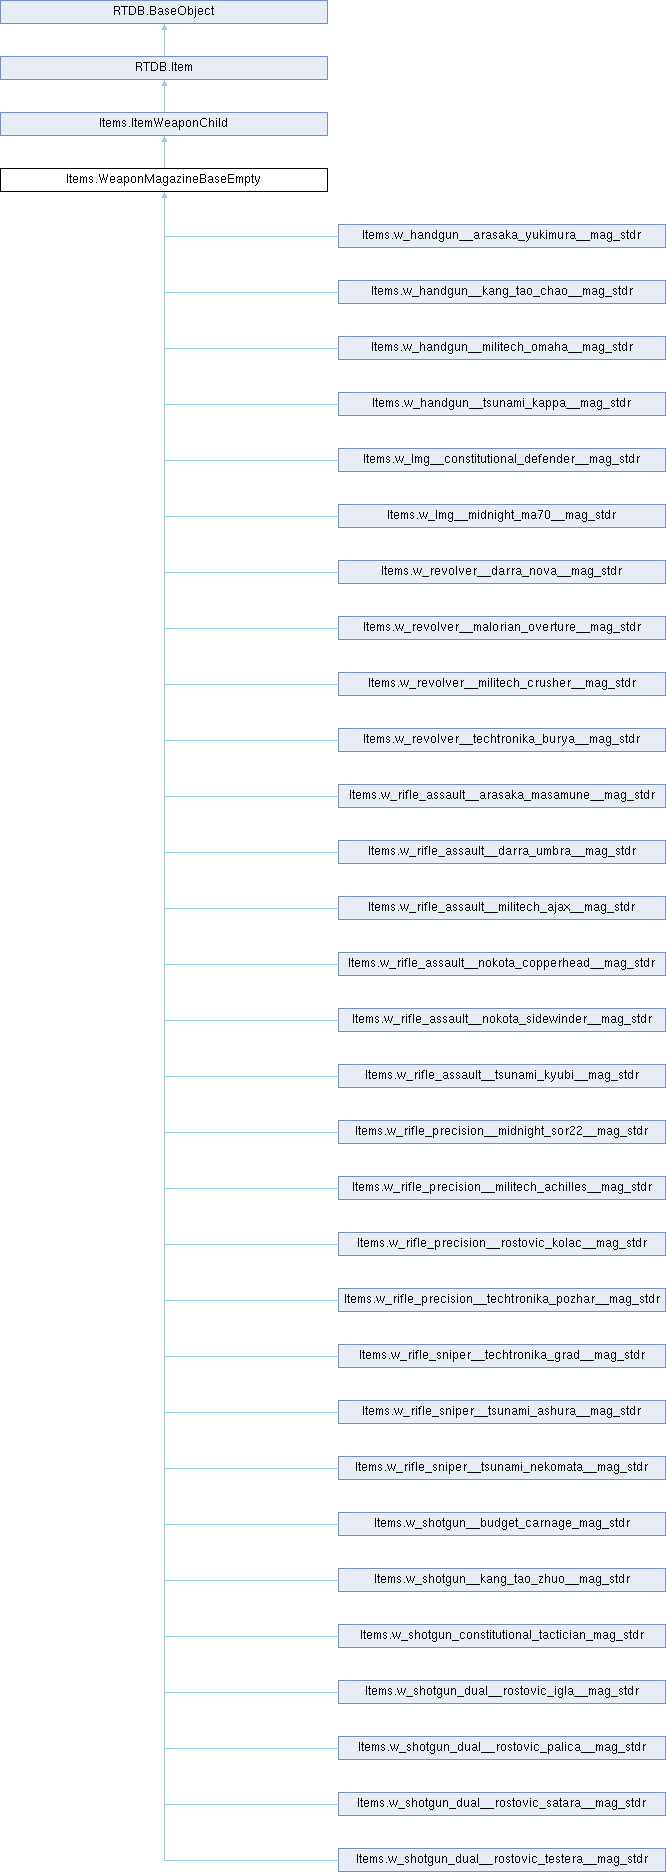 RTDB.BaseObject
RTDB.Item
Items.ItemWeaponChild
Items.WeaponMagazineBaseEmpty
Items.w_handgun__arasaka_yukimura__mag_stdr
Items.w_handgun__kang_tao_chao__mag_stdr
Items.w_handgun__militech_omaha__mag_stdr
Items.w_handgun__tsunami_kappa__mag_stdr
Items.w_lmg__constitutional_defender__mag_stdr
Items.w_lmg__midnight_ma70__mag_stdr
Items.w_revolver__darra_nova__mag_stdr
Items.w_revolver__malorian_overture__mag_stdr
Items.w_revolver__militech_crusher__mag_stdr
Items.w_revolver__techtronika_burya__mag_stdr
Items.w_rifle_assault__arasaka_masamune__mag_stdr
Items.w_rifle_assault__darra_umbra__mag_stdr
Items.w_rifle_assault__militech_ajax__mag_stdr
Items.w_rifle_assault__nokota_copperhead__mag_stdr
Items.w_rifle_assault__nokota_sidewinder__mag_stdr
Items.w_rifle_assault__tsunami_kyubi__mag_stdr
Items.w_rifle_precision__midnight_sor22__mag_stdr
Items.w_rifle_precision__militech_achilles__mag_stdr
Items.w_rifle_precision__rostovic_kolac__mag_stdr
Items.w_rifle_precision__techtronika_pozhar__mag_stdr
Items.w_rifle_sniper__techtronika_grad__mag_stdr
Items.w_rifle_sniper__tsunami_ashura__mag_stdr
Items.w_rifle_sniper__tsunami_nekomata__mag_stdr
Items.w_shotgun__budget_carnage_mag_stdr
Items.w_shotgun__kang_tao_zhuo__mag_stdr
Items.w_shotgun_constitutional_tactician_mag_stdr
Items.w_shotgun_dual__rostovic_igla__mag_stdr
Items.w_shotgun_dual__rostovic_palica__mag_stdr
Items.w_shotgun_dual__rostovic_satara__mag_stdr
Items.w_shotgun_dual__rostovic_testera__mag_stdr